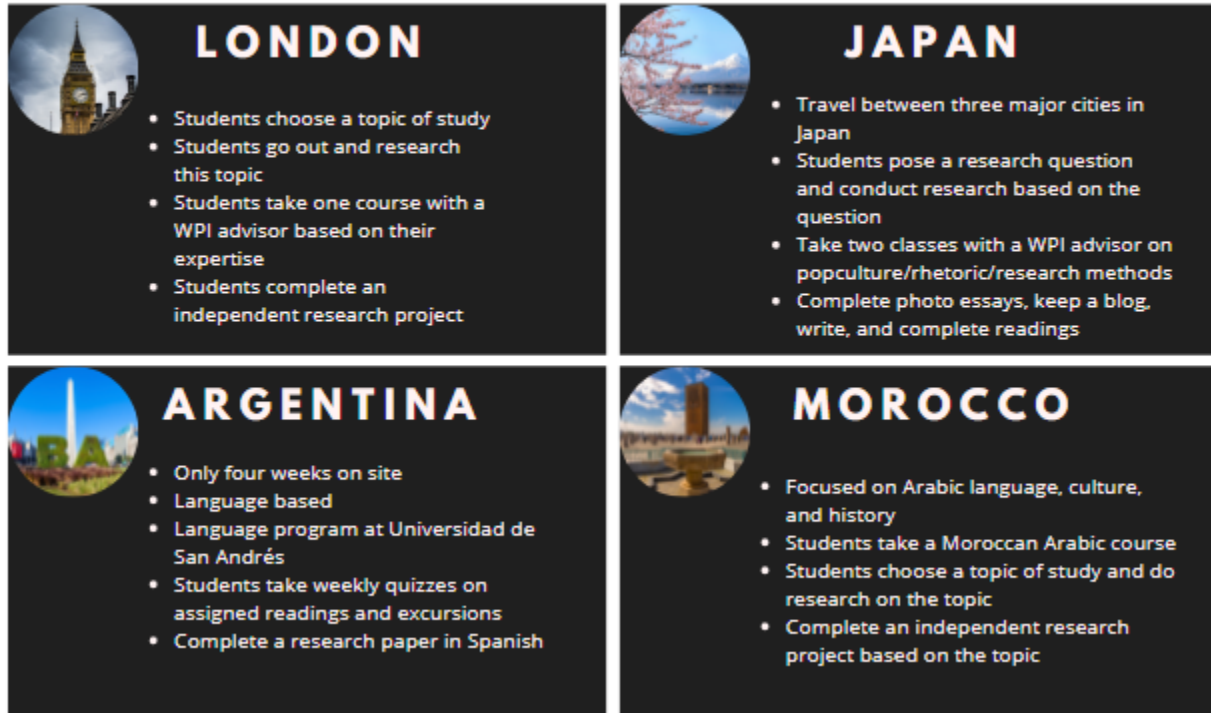 LONDON
• Students choose a topic of study
• Students go out and research
this topic
• Students take one course with a
WPI advisor based on their
expertise
• Students complete an
independent research project
JAPAN
• Travel between three major cities in
Japan
• Students pose a research question
and conduct research based on the
question
• Take two classes with a WPI advisor on
popculture/rhetoric/research methods
• Complete photo essays, keep a blog,
write, and complete readings
BA
ARGENTINA
• Only four weeks on site
• Language based
• Language program at Universidad de
San Andrés
• Students take weekly quizzes on
assigned readings and excursions
• Complete a research paper in Spanish
MOROCCO
• Focused on Arabic language, culture,
and history
• Students take a Moroccan Arabic course
• Students choose a topic of study and do
research on the topic
• Complete an independent research
project based on the topic